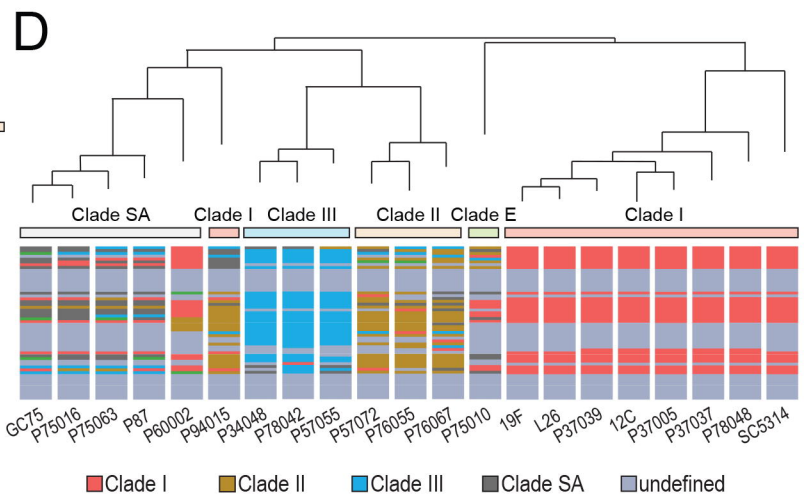 D
Clade SA Clade I Clade III Clade II Clade E Clade I
GC75 P75016 P75063 P87 P60002 P94015 P34048 P78042 P57055 P57072 P76055 P76067 P75010 19F L26 P37039 12C P37005 P37037 P78048 SC5314
Clade I Clade II Clade III Clade SA undefined